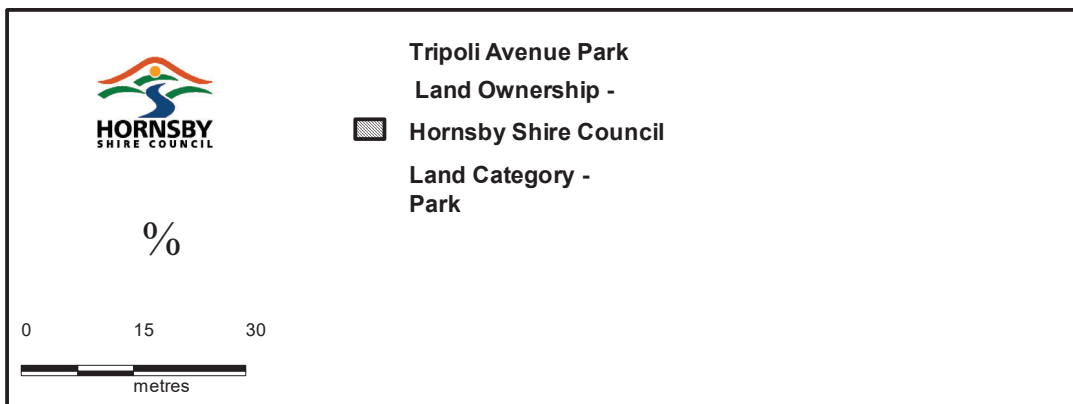 HORNSBY
SHIRE COUNCIL
Tripoli Avenue Park
Land Ownership -
Hornsby Shire Council
Land Category -
Park
%
0 15 30
metres